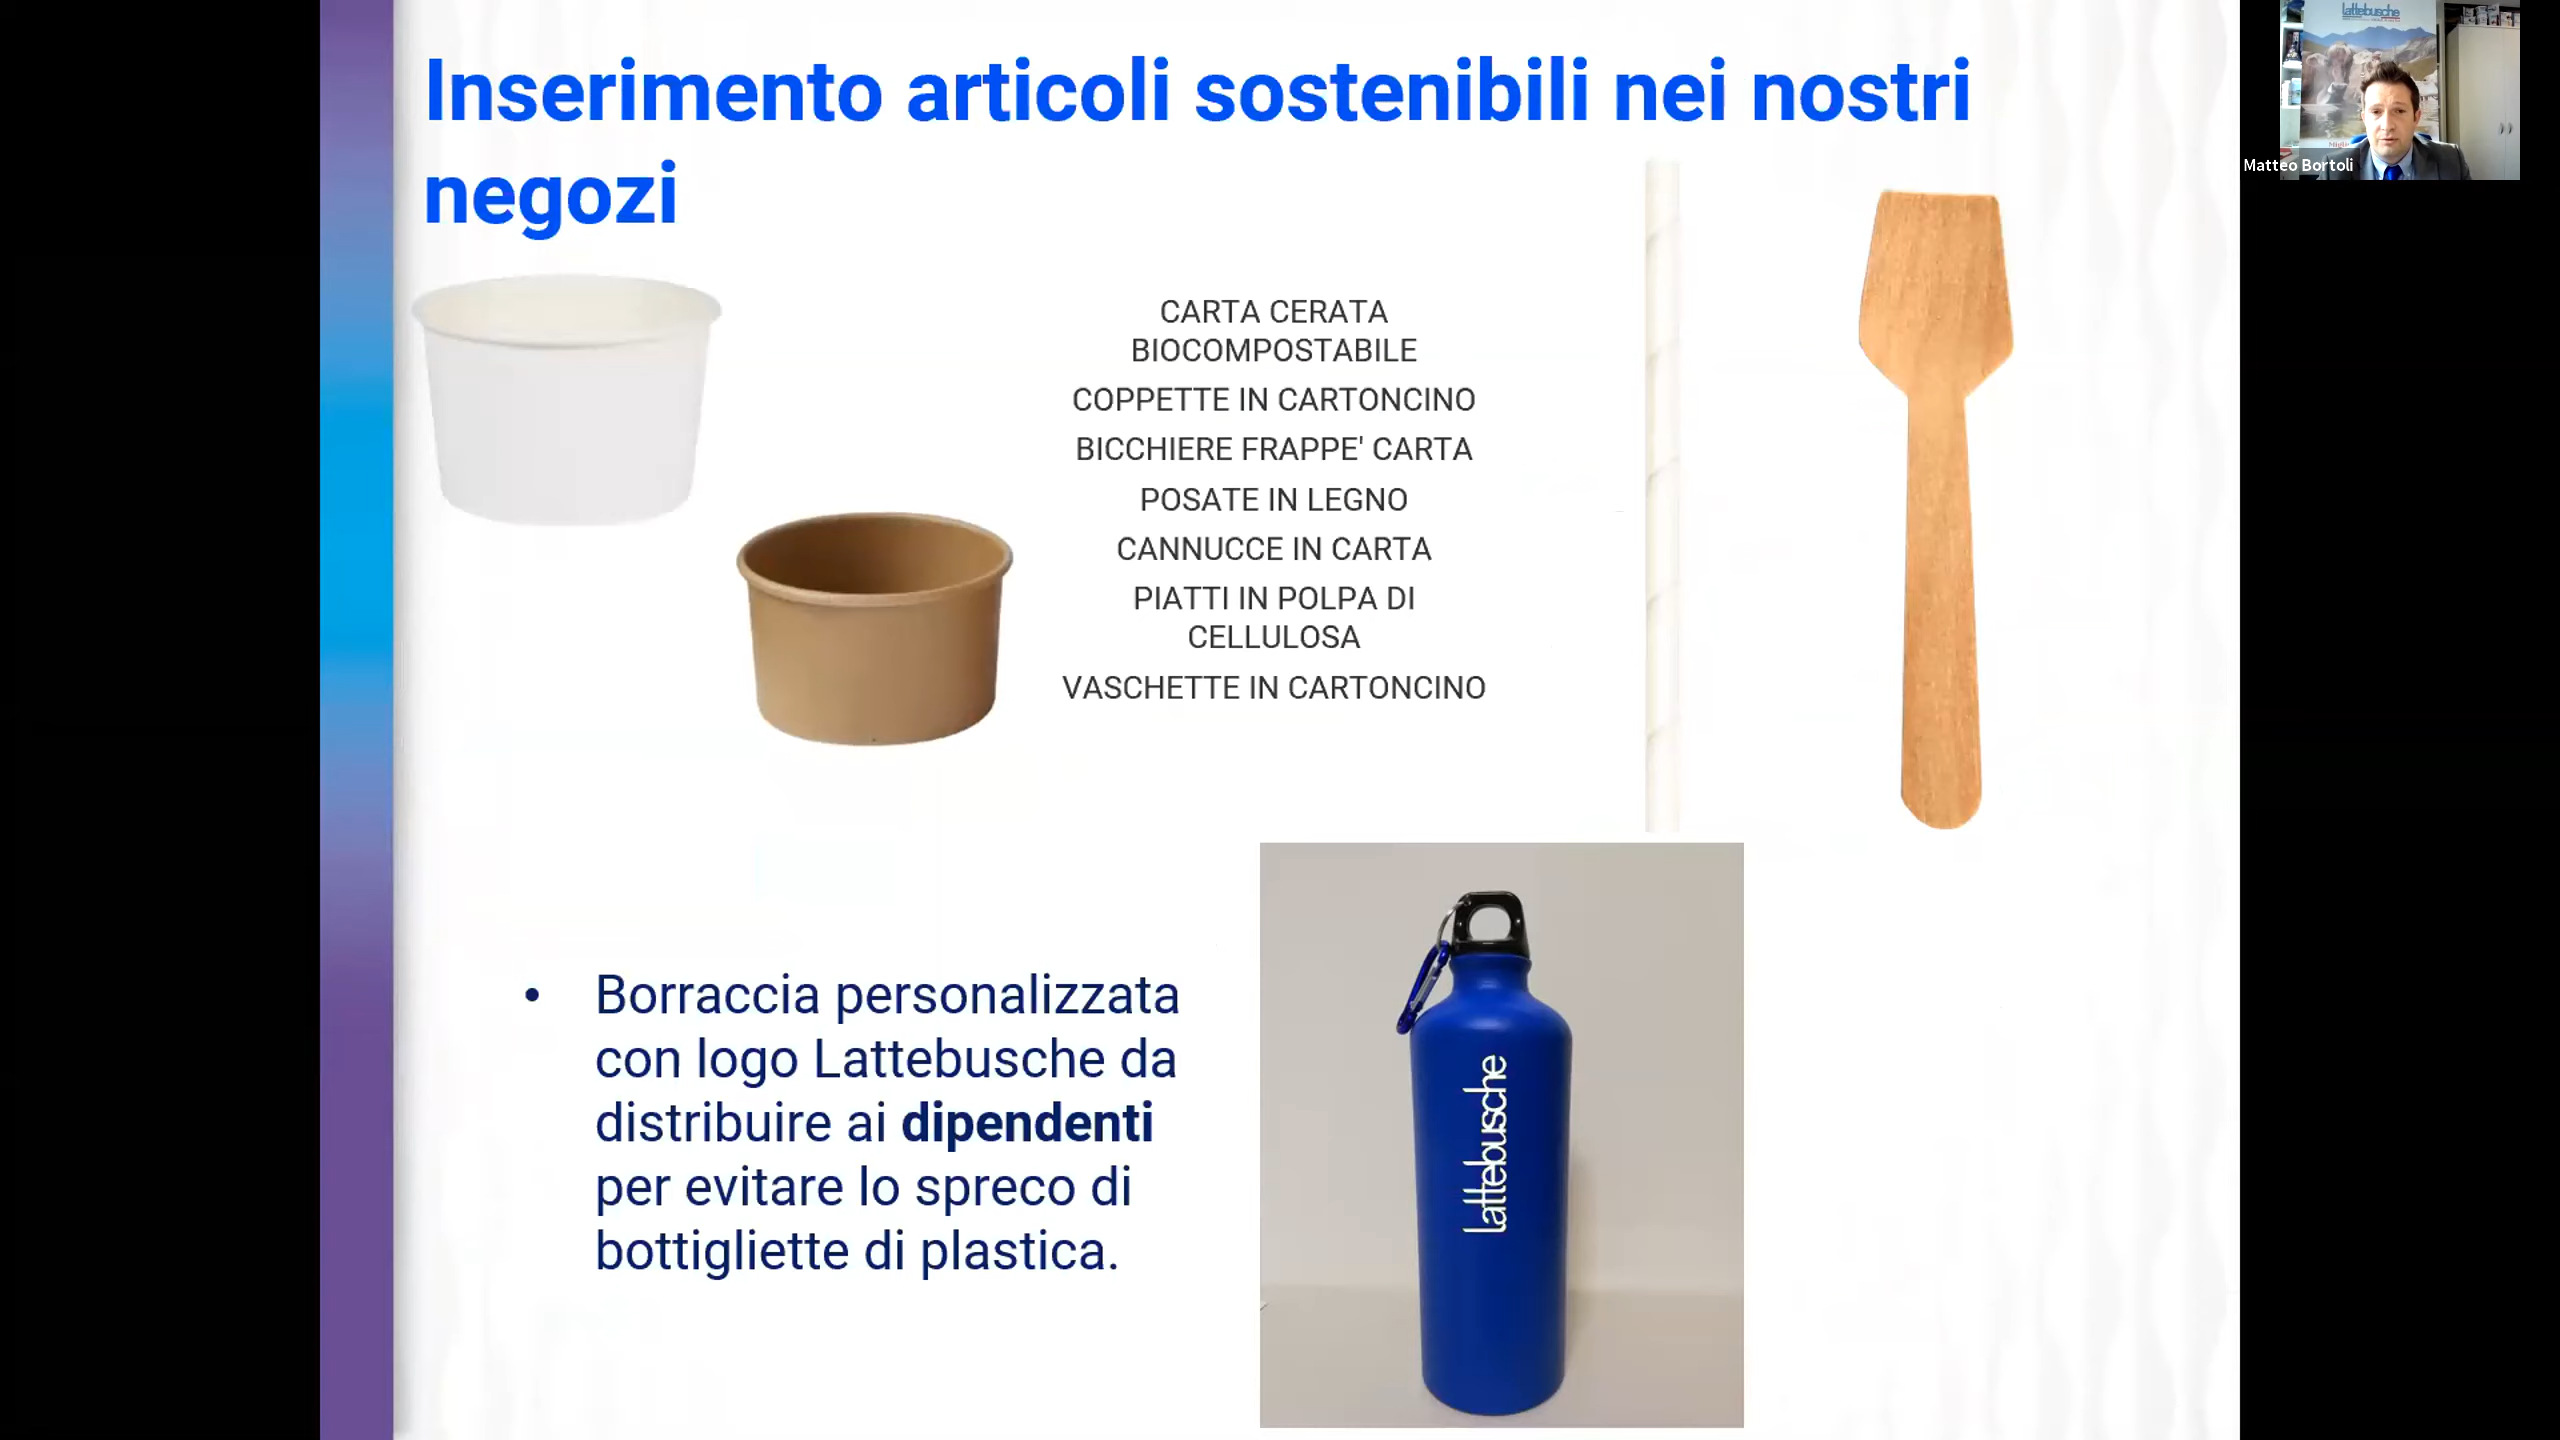 Inserimento articoli sostenibili nei nostri
negozi
CARTA CERATA
BIOCOMPOSTABILE
COPPETTE IN CARTONCINO
BICCHIERE FRAPPE' CARTA
POSATE IN LEGNO
CANNUCCE IN CARTA
PIATTI IN POLPA DI
CELLULOSA
VASCHETTE IN CARTONCINO
• Borraccia personalizzata
con logo Lattebusche da
distribuire ai dipendenti
per evitare lo spreco di
bottigliette di plastica.
lattebusche
lattebusche
Matteo Bortoli